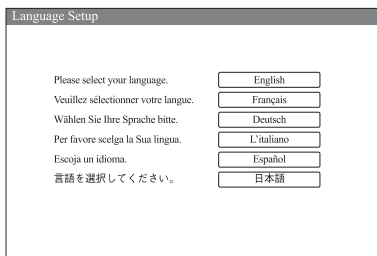 Language Setup
Please select your language. English
Veuillez sélectionner votre langue. Français
Wählen Sie Ihre Sprache bitte. Deutsch
Per favore scelga la Sua lingua. L'italiano
Escoja un idioma. Español
言語を選択してください。 日本語